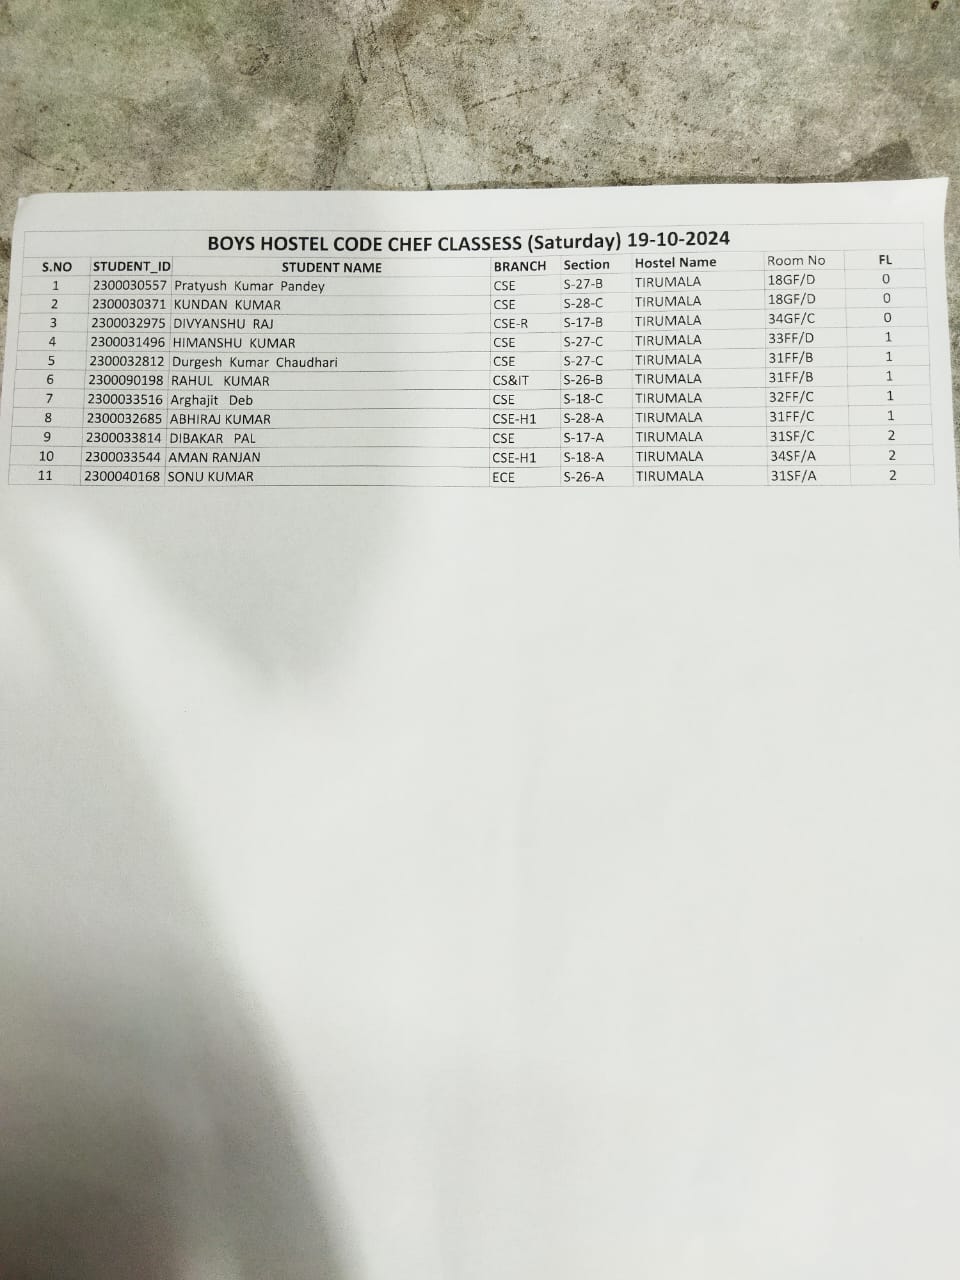 BOYS HOSTEL CODE CHEF CLASSESS (Saturday) 19-10-2024
S.NO STUDENT_ID STUDENT NAME BRANCH Section Hostel Name Room No FL
1 2300030557 Pratyush Kumar Pandey CSE S-27-B TIRUMALA 18GF/D 0
2 2300030371 KUNDAN KUMAR CSE S-28-C TIRUMALA 18GF/D 0
3 2300032975 DIVYANSHU RAJ CSE-R S-17-B TIRUMALA 34GF/C 0
4 2300031496 HIMANSHU KUMAR CSE S-27-C TIRUMALA 33FF/D 1
5 2300032812 Durgesh Kumar Chaudhari CSE S-27-C TIRUMALA 31FF/B 1
6 2300090198 RAHUL KUMAR CS&IT S-26-B TIRUMALA 31FF/B 1
7 2300033516 Arghajit Deb CSE S-18-C TIRUMALA 32FF/C 1
8 2300032685 ABHIRAJ KUMAR CSE-H1 S-28-A TIRUMALA 31FF/C 1
9 2300033814 DIBAKAR PAL CSE S-17-A TIRUMALA 31SF/C 2
10 2300033544 AMAN RANJAN CSE-H1 S-18-A TIRUMALA 34SF/A 2
11 2300040168 SONU KUMAR ECE S-26-A TIRUMALA 31SF/A 2